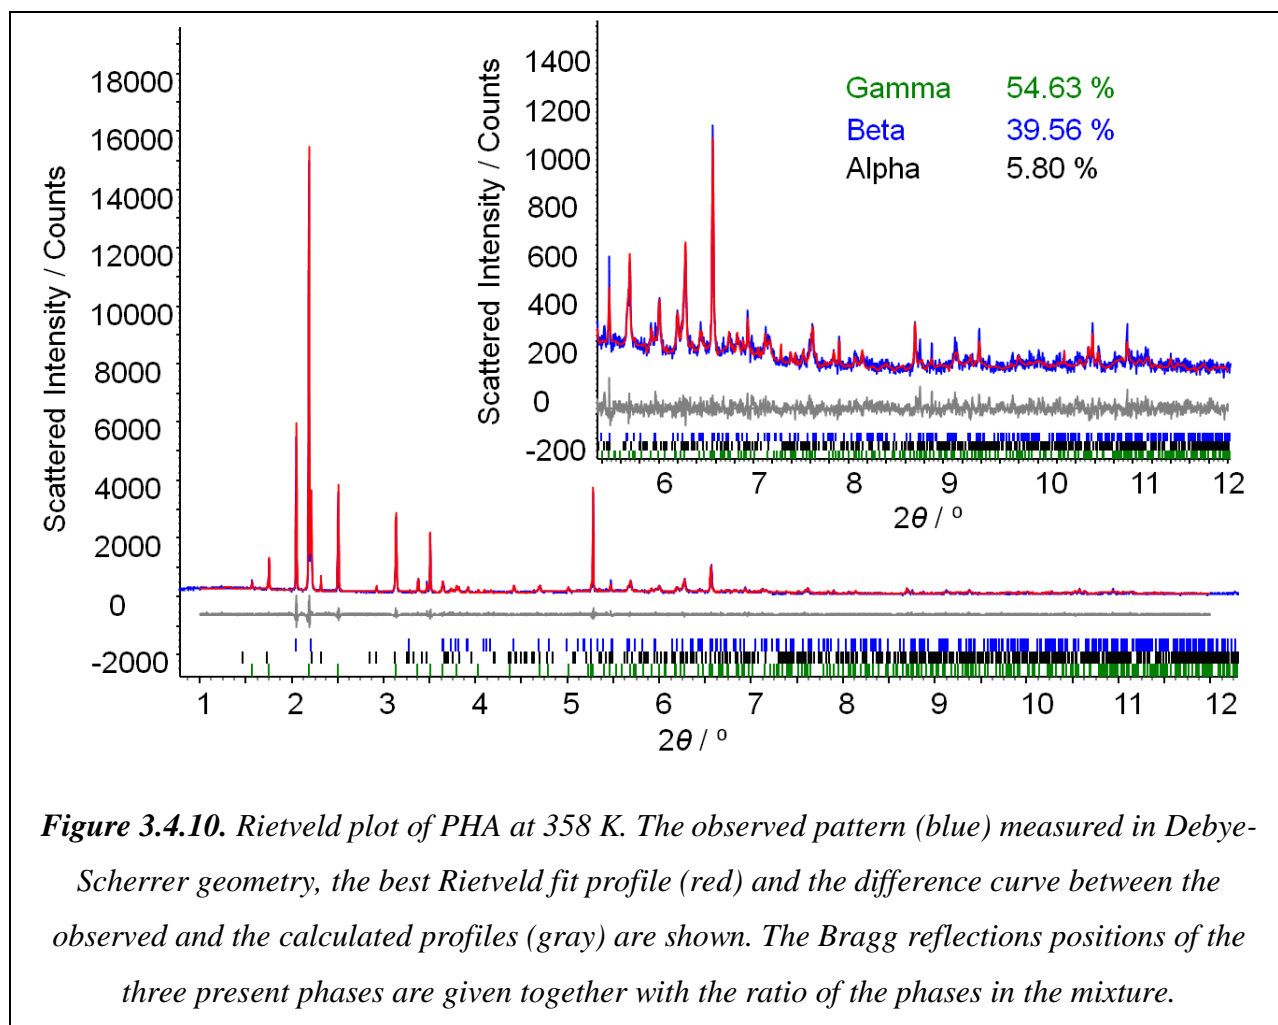 Scattered Intensity / Counts
18000
16000
14000
12000
10000
8000
6000
4000
2000
0
-2000
1 2 3 4 5 6 7 8 9 10 11 12
2θ / º
Scattered Intensity / Counts
1400
1200
1000
800
600
400
200
0
-200
6 7 8 9 10 11 12
2θ / º
Gamma 54.63 %
Beta 39.56 %
Alpha 5.80 %
Figure 3.4.10. Rietveld plot of PHA at 358 K. The observed pattern (blue) measured in Debye-
Scherrer geometry, the best Rietveld fit profile (red) and the difference curve between the
observed and the calculated profiles (gray) are shown. The Bragg reflections positions of the
three present phases are given together with the ratio of the phases in the mixture.